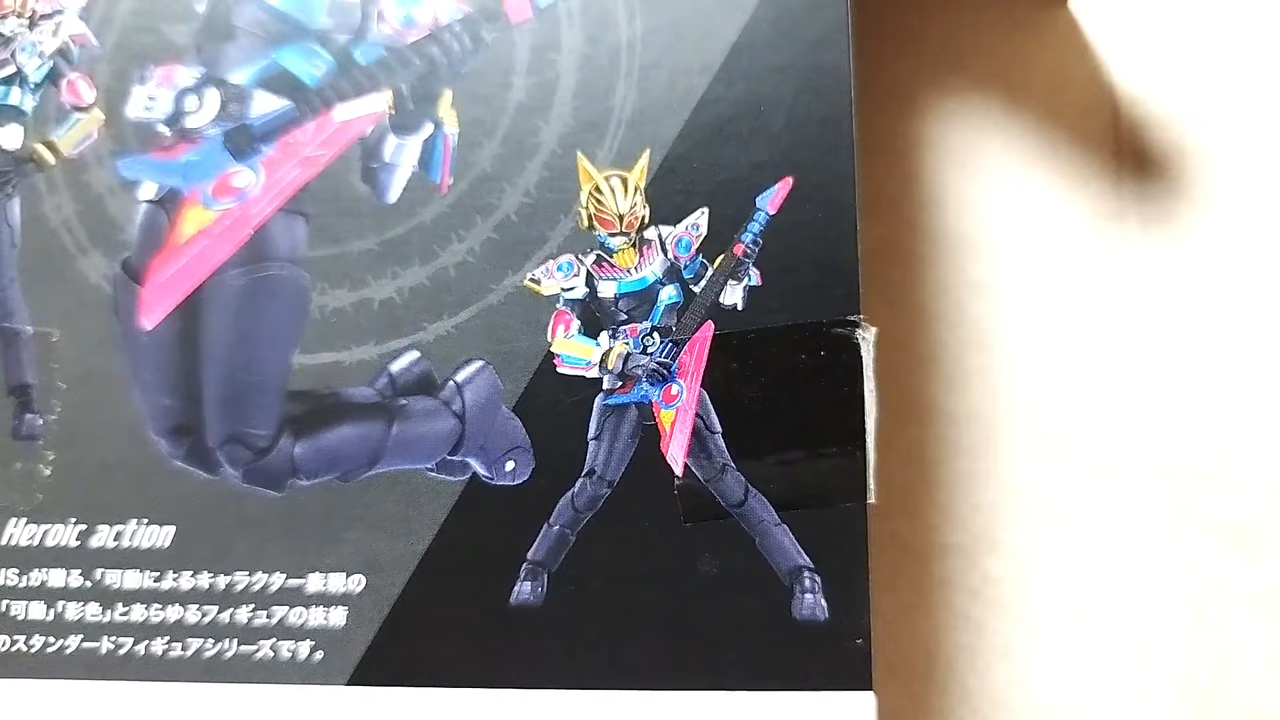 Heroic action
NS」が贈る、「可動によるキャラクター表現の
「可動」「彩色」とあらゆるフィギュアの技術
のスタンダードフィギュアシリーズです。